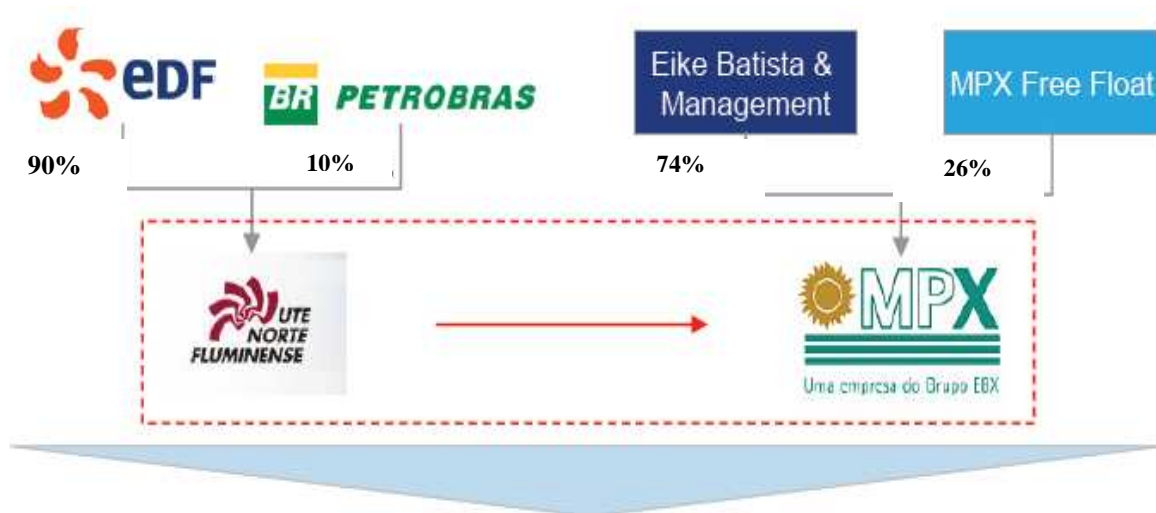 eDF
BR PETROBRAS
Eike Batista &
Management
MPX Free Float
90%
10%
74%
26%
UTE
NORTE
FLUMINENSE
MPX
Uma empresa do Grupo EBX